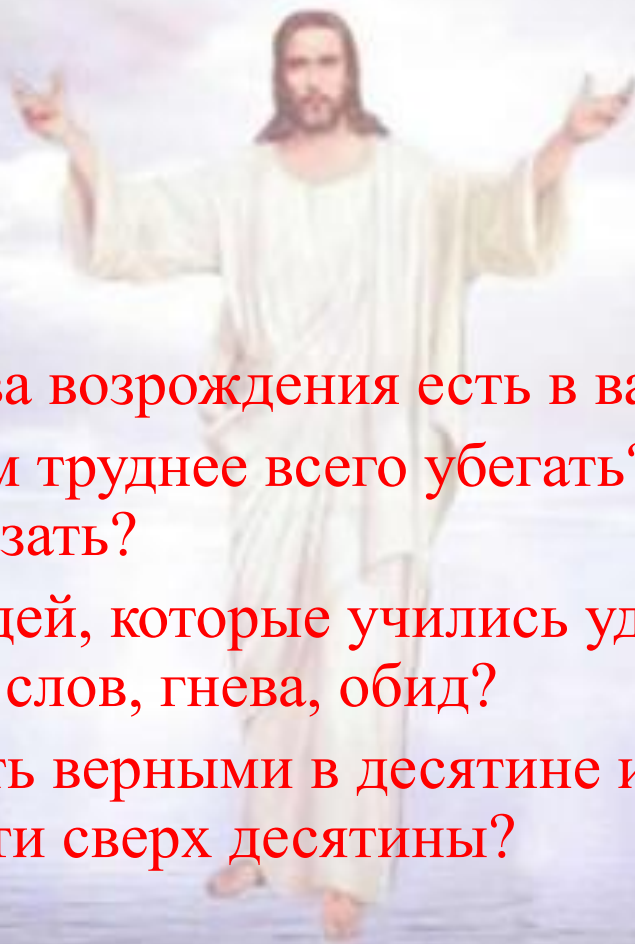 ва возрождения есть в ва
м труднее всего убегать?
зать?
дей, которые учились уд
слов, гнева, обид?
ть верными в десятине и
ти сверх десятины?